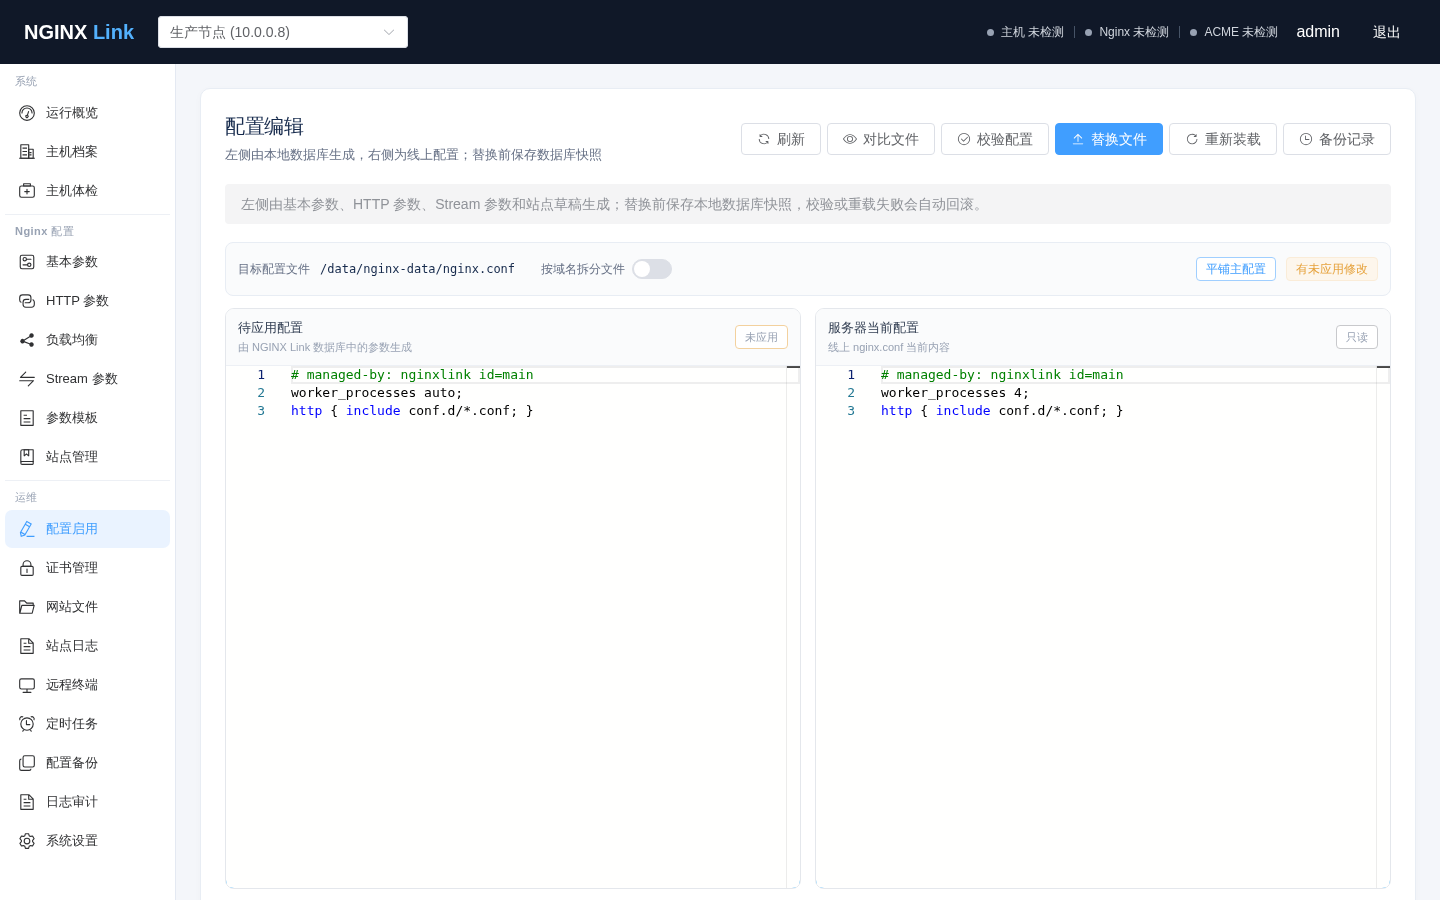 NGINX Link
生产节点 (10.0.0.8)
主机 未检测
Nginx 未检测
ACME 未检测
admin
退出
系统
运行概览
主机档案
主机体检
Nginx 配置
基本参数
HTTP 参数
负载均衡
Stream 参数
参数模板
站点管理
运维
配置启用
证书管理
网站文件
站点日志
远程终端
定时任务
配置备份
日志审计
系统设置
配置编辑
左侧由本地数据库生成，右侧为线上配置；替换前保存数据库快照
刷新
对比文件
校验配置
替换文件
重新装载
备份记录
左侧由基本参数、HTTP 参数、Stream 参数和站点草稿生成；替换前保存本地数据库快照，校验或重载失败会自动回滚。
目标配置文件 /data/nginx-data/nginx.conf
按域名拆分文件
平铺主配置
有未应用修改
待应用配置
由 NGINX Link 数据库中的参数生成
未应用
1 # managed-by: nginxlink id=main
2 worker_processes auto;
3 http { include conf.d/*.conf; }
服务器当前配置
线上 nginx.conf 当前内容
只读
1 # managed-by: nginxlink id=main
2 worker_processes 4;
3 http { include conf.d/*.conf; }